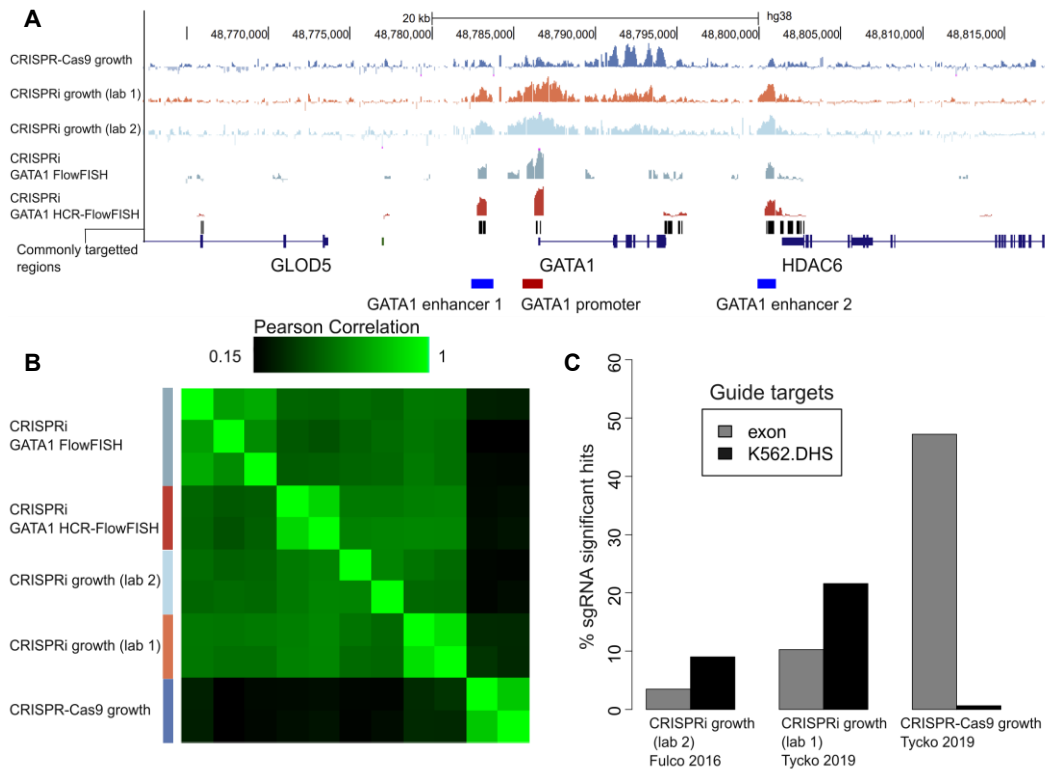 A
20 kb
hg38
48,770,000
48,775,000
48,780,000
48,785,000
48,790,000
48,795,000
48,800,000
48,805,000
48,810,000
48,815,000
CRISPR-Cas9 growth
CRISPRi growth (lab 1)
CRISPRi growth (lab 2)
CRISPRi
GATA1 FlowFISH
CRISPRi
GATA1 HCR-FlowFISH
Commonly targetted
regions
GLOD5
GATA1
HDAC6
GATA1 enhancer 1
GATA1 promoter
GATA1 enhancer 2
B
Pearson Correlation
0.15
1
CRISPRi
GATA1 FlowFISH
CRISPRi
GATA1 HCR-FlowFISH
CRISPRi growth (lab 2)
CRISPRi growth (lab 1)
CRISPR-Cas9 growth
C
% sgRNA significant hits
60
50
40
30
20
10
0
Guide targets
exon
K562.DHS
CRISPRi growth
(lab 2)
Fulco 2016
CRISPRi growth
(lab 1)
Tycko 2019
CRISPR-Cas9 growth
Tycko 2019